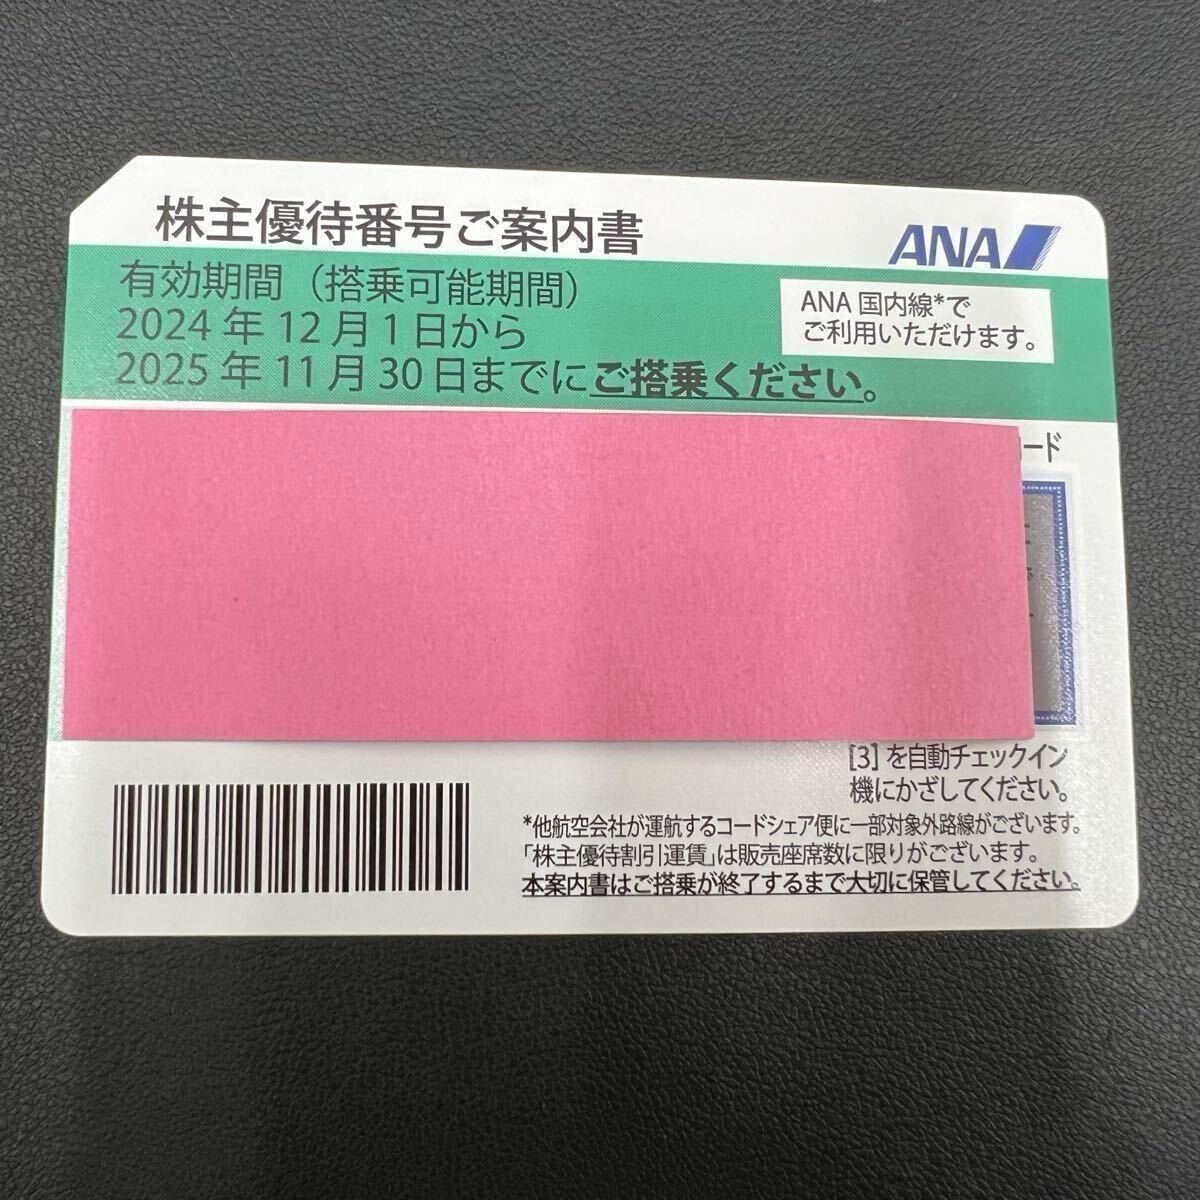 株主優待番号ご案内書
ANA
有効期間（搭乗可能期間）
2024年12月1日から
2025年11月30日までにご搭乗ください。
ANA国内線*で
ご利用いただけます。
ード
[3]を自動チェックイン
機にかざしてください。
*他航空会社が運航するコードシェア便に一部対象外路線がございます。
「株主優待割引運賃」は販売座席数に限りがございます。
本案内書はご搭乗が終了するまで大切に保管してください。